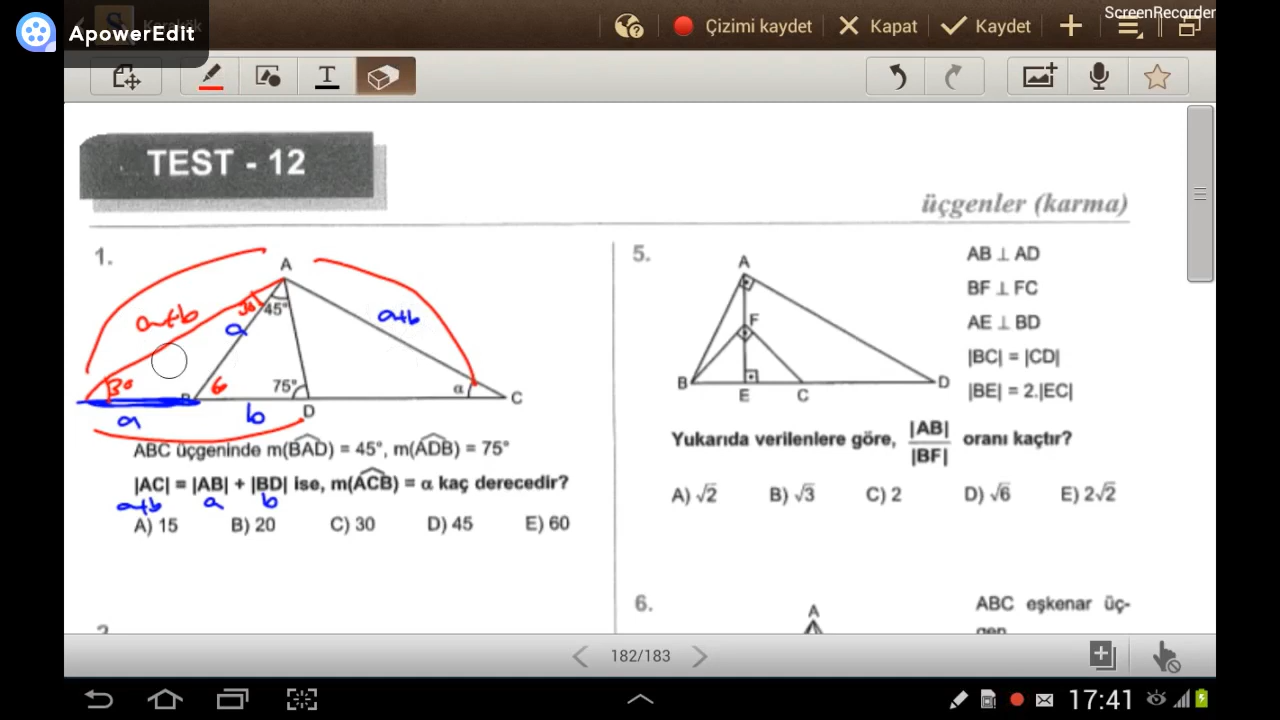 ScreenRecorder
ApowerEdit
Çizimi kaydet
Kapat
Kaydet
T
TEST - 12
üçgenler (karma)
1.
A
45°
30
a+b
a
a+b
30
B
6
75°
α
C
a
b
D
ABC üçgeninde m(BAD) = 45°, m(ADB) = 75°
|AC| = |AB| + |BD| ise, m(ACB) = α kaç derecedir?
a+b a b
A) 15 B) 20 C) 30 D) 45 E) 60
5.
A
F
B
E
C
D
AB ⊥ AD
BF ⊥ FC
AE ⊥ BD
|BC| = |CD|
|BE| = 2.|EC|
Yukarıda verilenlere göre, |AB| / |BF| oranı kaçtır?
A) √2 B) √3 C) 2 D) √6 E) 2√2
6.
A
ABC eşkenar üç-
gen
182/183
17:41